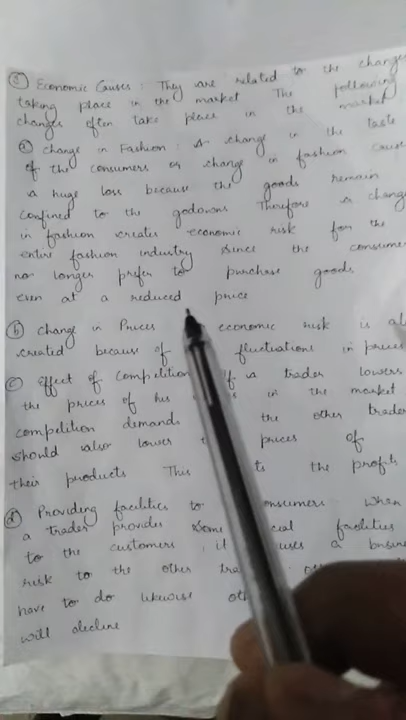 ③ Economic Causes : They are related to the change
taking place in the market The following
changes often take place in the market
ⓐ Change in Fashion : A change in the taste
of the consumers or change in fashion cause
a huge loss because the goods remain
confined to the godowns Therefore a change
in fashion creates economic risk for the
entire fashion industry since the consumer
no longer prefer to purchase goods
even at a reduced price
ⓑ Change in Prices economic risk is al
created because of fluctuations in prices
ⓒ Effect of Competition If a trader lowers
the prices of his in the market
competition demands the other trader
should also lower prices of
their products This the profits
ⓓ Providing facilities to consumers when
a trader provides some facilities
to the customers, it a busine
risk to the other
have to do likewise
will decline